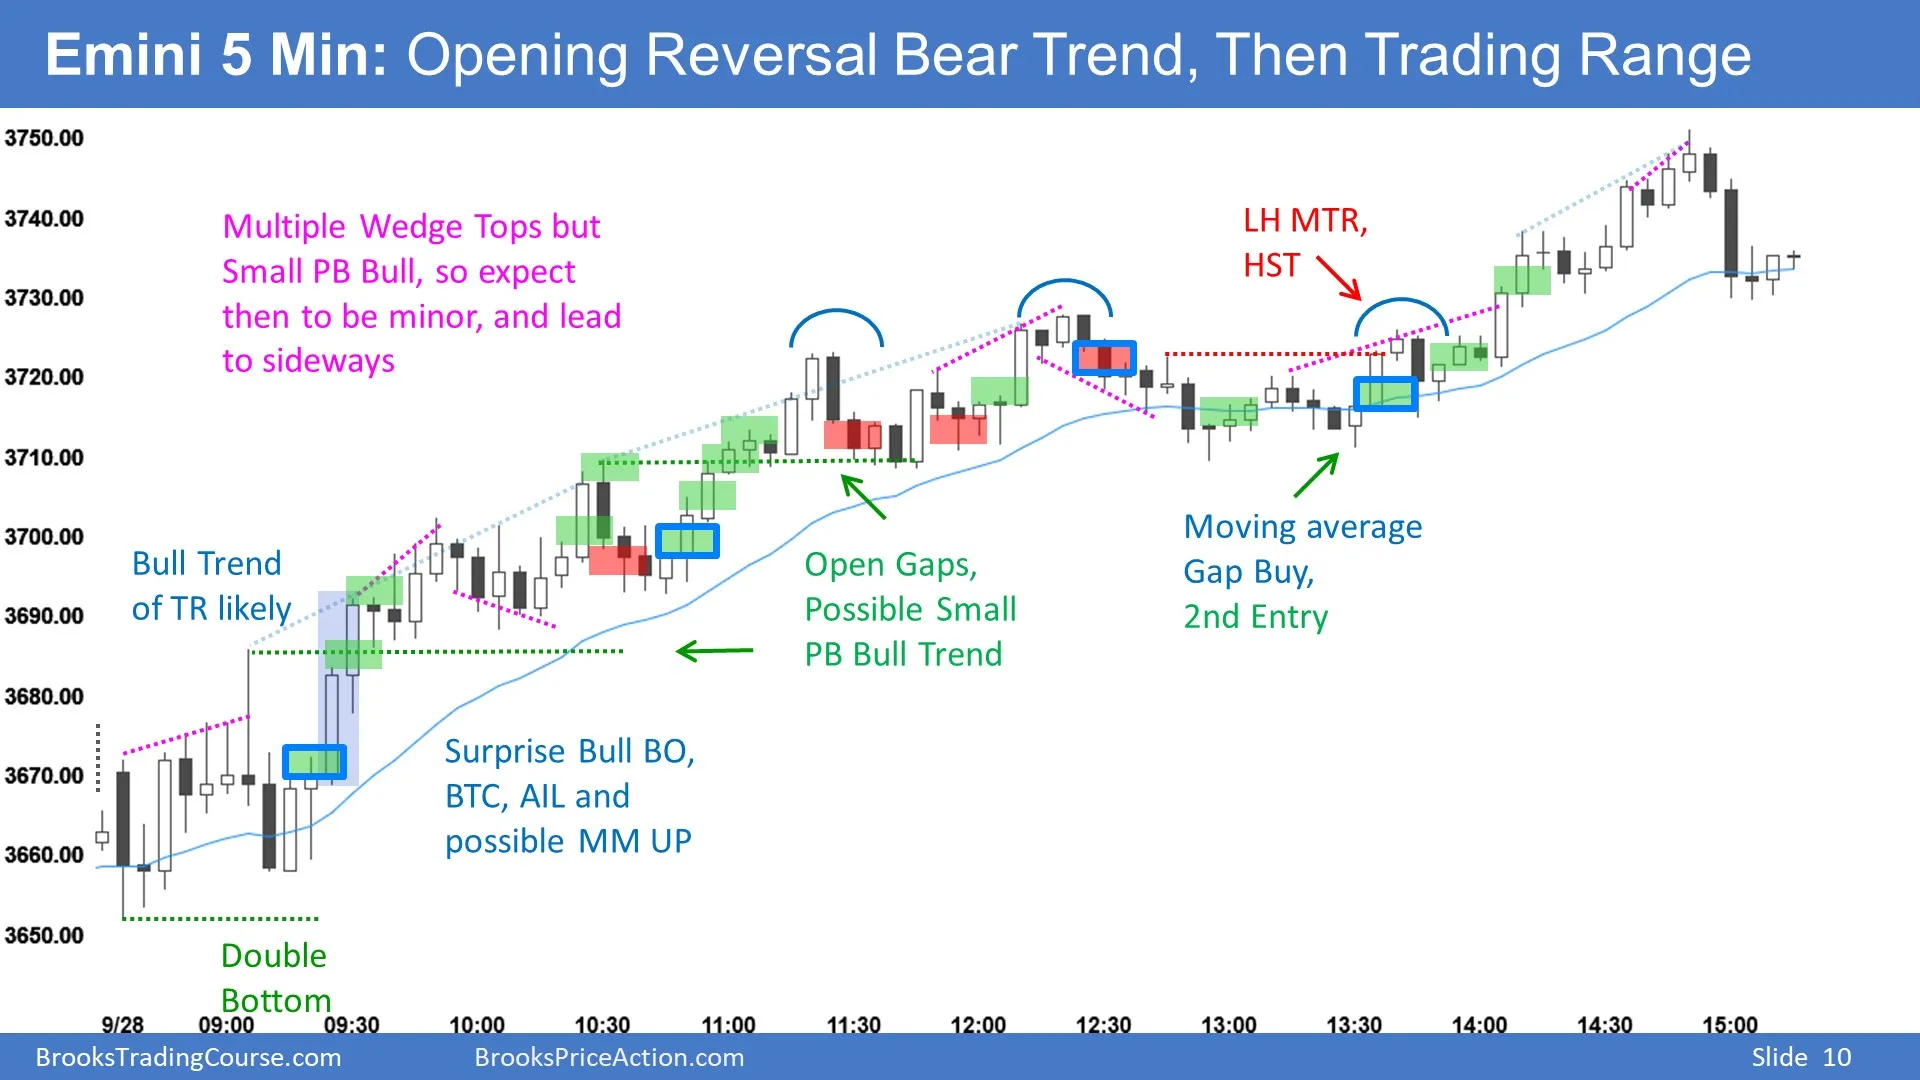 Emini 5 Min: Opening Reversal Bear Trend, Then Trading Range
3750.00
3740.00
3730.00
3720.00
3710.00
3700.00
3690.00
3680.00
3670.00
3660.00
3650.00
Multiple Wedge Tops but
Small PB Bull, so expect
then to be minor, and lead
to sideways
LH MTR,
HST
Bull Trend
of TR likely
Open Gaps,
Possible Small
PB Bull Trend
Moving average
Gap Buy,
2nd Entry
Surprise Bull BO,
BTC, AIL and
possible MM UP
Double
Bottom
9/28 09:00 09:30 10:00 10:30 11:00 11:30 12:00 12:30 13:00 13:30 14:00 14:30 15:00
BrooksTradingCourse.com BrooksPriceAction.com Slide 10